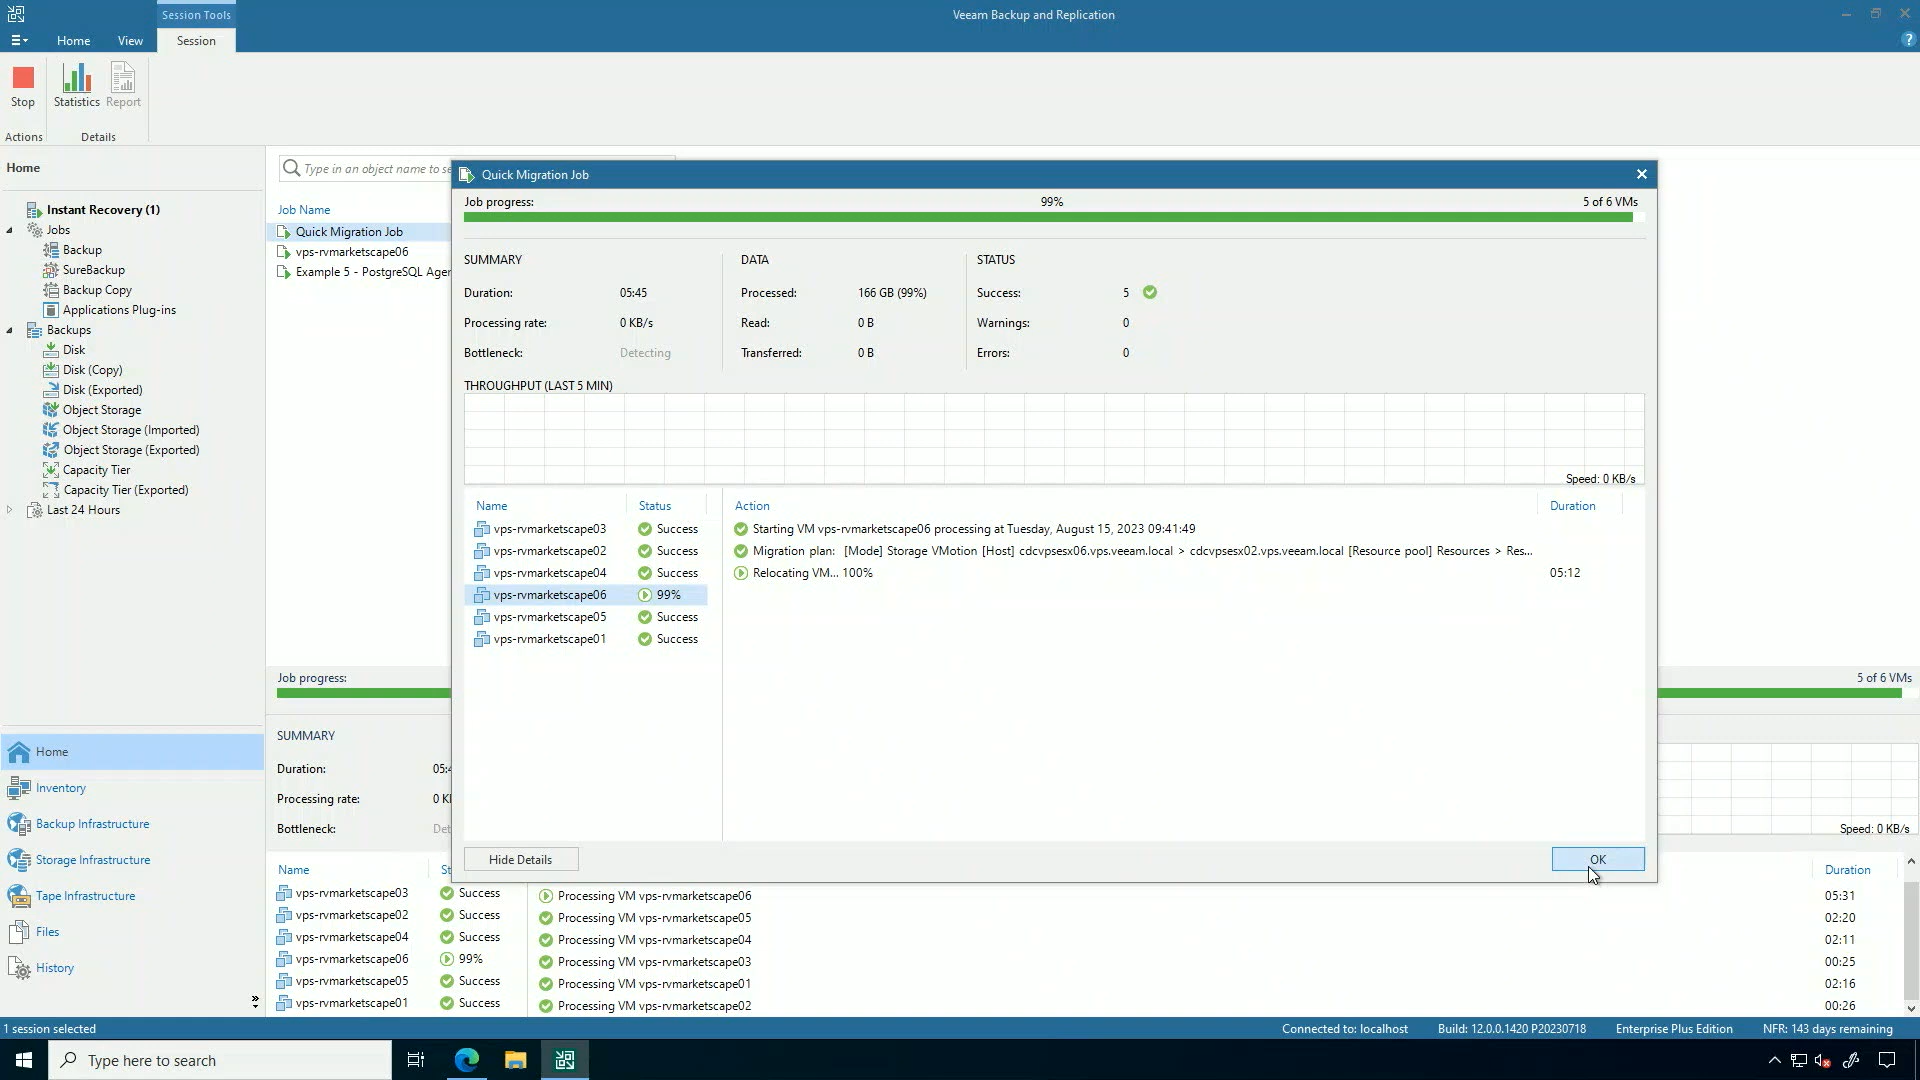 Session Tools
Veeam Backup and Replication
Home
View
Session
Stop
Statistics
Report
Actions
Details
Home
Type in an object name to se
Instant Recovery (1)
Jobs
Backup
SureBackup
Backup Copy
Applications Plug-ins
Backups
Disk
Disk (Copy)
Disk (Exported)
Object Storage
Object Storage (Imported)
Object Storage (Exported)
Capacity Tier
Capacity Tier (Exported)
Last 24 Hours
Job Name
Quick Migration Job
vps-rvmarketscape06
Example 5 - PostgreSQL Ager
Quick Migration Job
Job progress:
99%
5 of 6 VMs
SUMMARY
Duration: 05:45
Processing rate: 0 KB/s
Bottleneck: Detecting
DATA
Processed: 166 GB (99%)
Read: 0 B
Transferred: 0 B
STATUS
Success: 5
Warnings: 0
Errors: 0
THROUGHPUT (LAST 5 MIN)
Speed: 0 KB/s
Name Status
vps-rvmarketscape03 Success
vps-rvmarketscape02 Success
vps-rvmarketscape04 Success
vps-rvmarketscape06 99%
vps-rvmarketscape05 Success
vps-rvmarketscape01 Success
Action Duration
Starting VM vps-rvmarketscape06 processing at Tuesday, August 15, 2023 09:41:49
Migration plan: [Mode] Storage VMotion [Host] cdcvpsesx06.vps.veeam.local > cdcvpsesx02.vps.veeam.local [Resource pool] Resources > Res...
Relocating VM... 100% 05:12
Hide Details
OK
Job progress:
5 of 6 VMs
SUMMARY
Duration: 05:4
Processing rate: 0 K
Bottleneck: Det
Speed: 0 KB/s
Name St
vps-rvmarketscape03 Success
vps-rvmarketscape02 Success
vps-rvmarketscape04 Success
vps-rvmarketscape06 99%
vps-rvmarketscape05 Success
vps-rvmarketscape01 Success
Duration
Processing VM vps-rvmarketscape06 05:31
Processing VM vps-rvmarketscape05 02:20
Processing VM vps-rvmarketscape04 02:11
Processing VM vps-rvmarketscape03 00:25
Processing VM vps-rvmarketscape01 02:16
Processing VM vps-rvmarketscape02 00:26
Home
Inventory
Backup Infrastructure
Storage Infrastructure
Tape Infrastructure
Files
History
1 session selected
Connected to: localhost
Build: 12.0.0.1420 P20230718
Enterprise Plus Edition
NFR: 143 days remaining
Type here to search